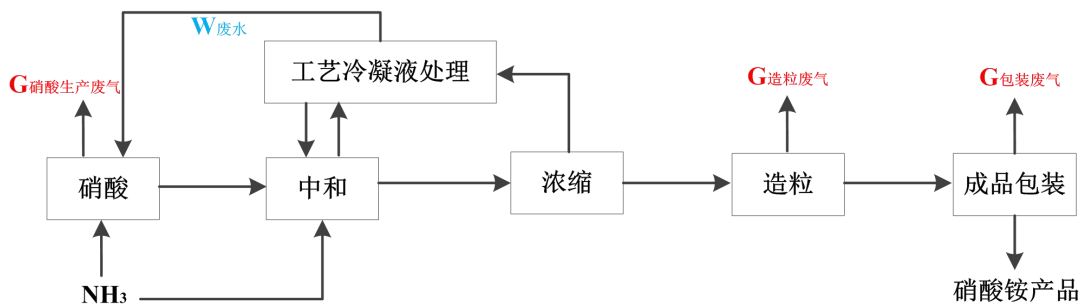 W废水
工艺冷凝液处理
G硝酸生产废气
G造粒废气
G包装废气
硝酸
中和
浓缩
造粒
成品包装
NH₃
硝酸铵产品